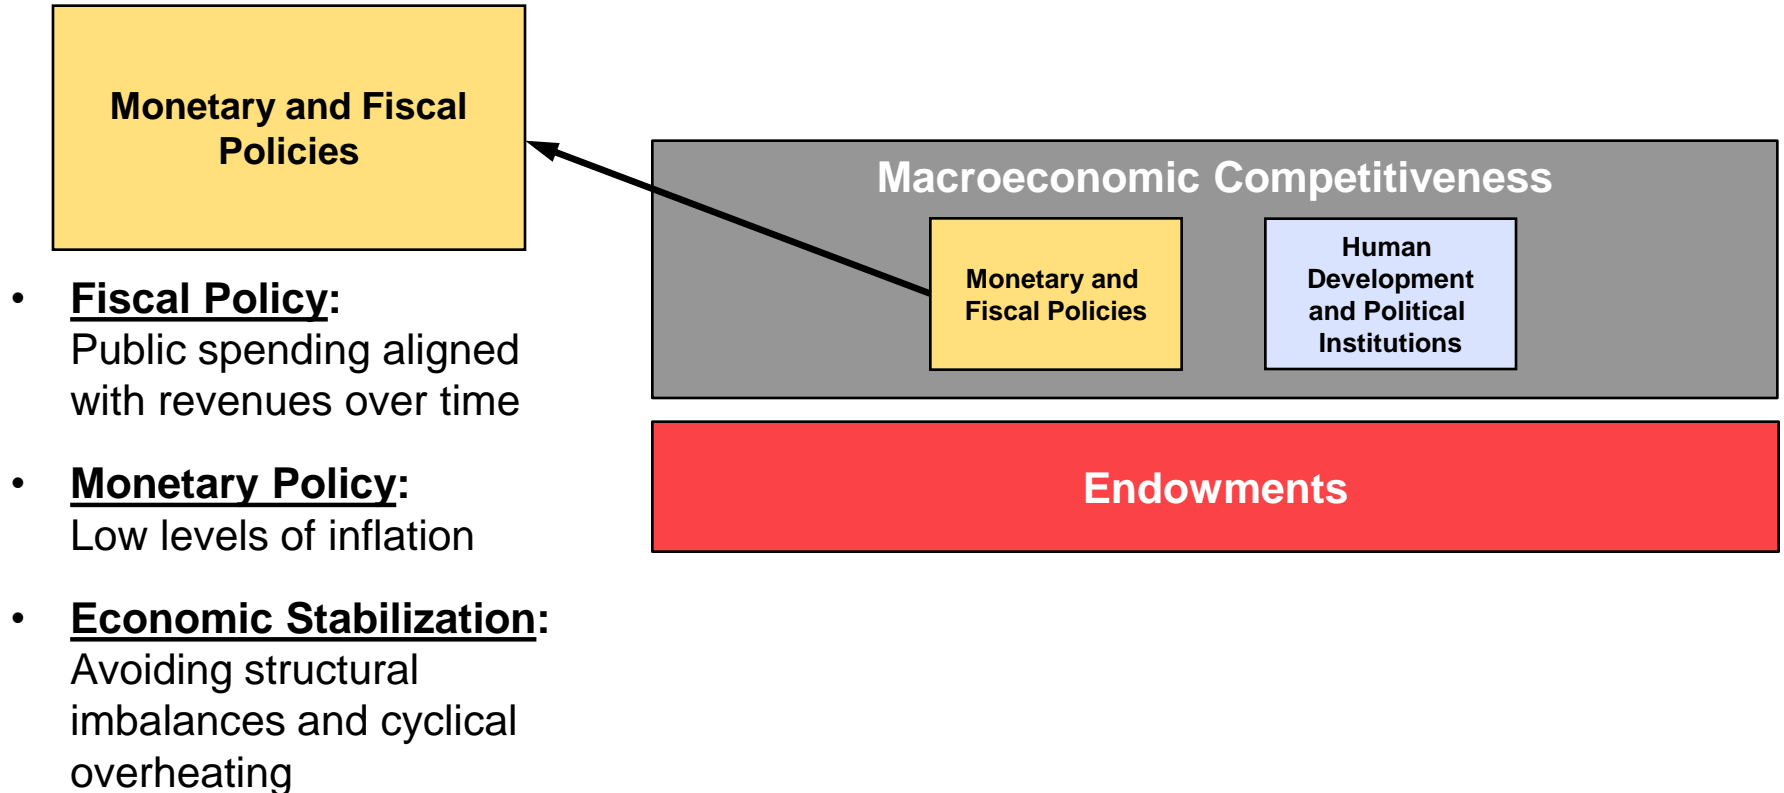 Monetary and Fiscal
Policies
• Fiscal Policy:
Public spending aligned
with revenues over time
• Monetary Policy:
Low levels of inflation
• Economic Stabilization:
Avoiding structural
imbalances and cyclical
overheating
Macroeconomic Competitiveness
Monetary and
Fiscal Policies
Human
Development
and Political
Institutions
Endowments